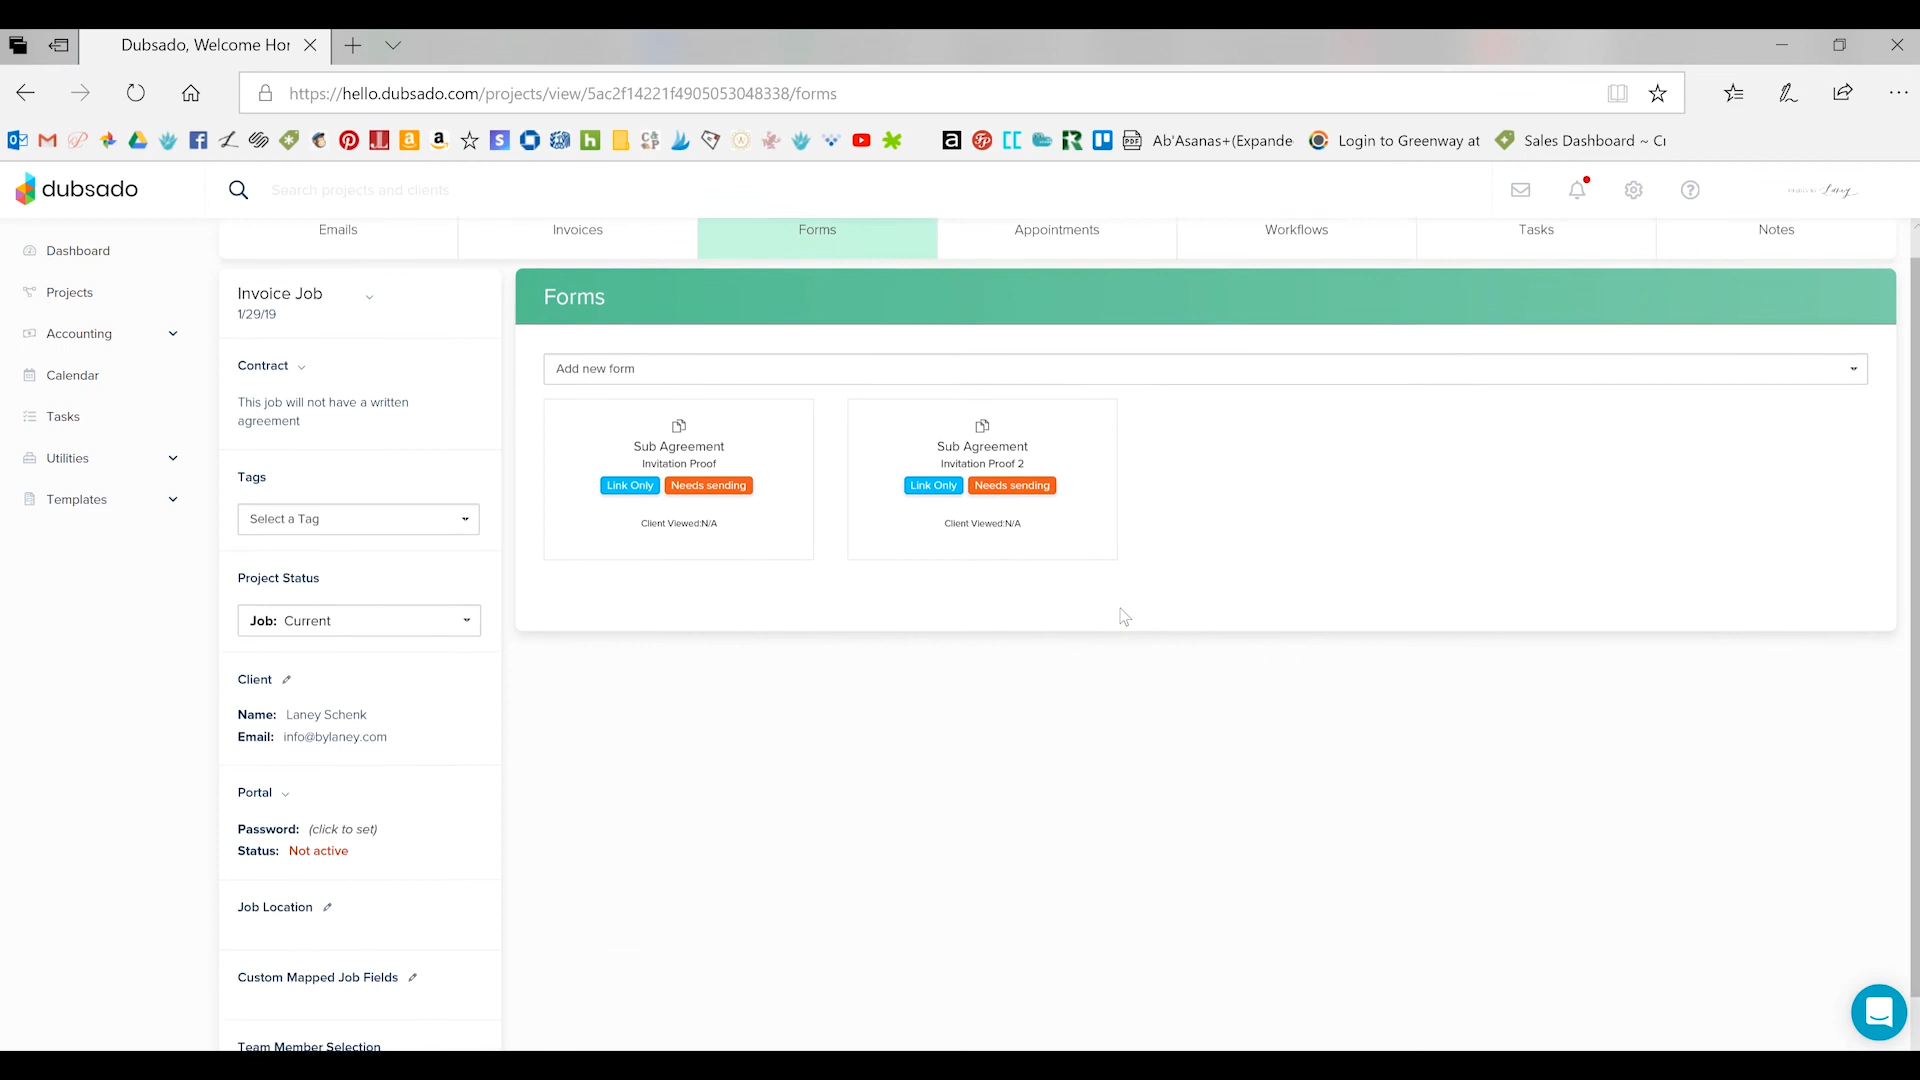 Dubsado, Welcome Hor
https://hello.dubsado.com/projects/view/5ac2f14221f4905053048338/forms
Ab'Asanas+(Expande
Login to Greenway at
Sales Dashboard ~ Cr
dubsado
Search projects and clients
Emails
Invoices
Forms
Appointments
Workflows
Tasks
Notes
Dashboard
Projects
Accounting
Calendar
Tasks
Utilities
Templates
Invoice Job
1/29/19
Contract
This job will not have a written
agreement
Tags
Select a Tag
Project Status
Job: Current
Client
Name: Laney Schenk
Email: info@bylaney.com
Portal
Password: (click to set)
Status: Not active
Job Location
Custom Mapped Job Fields
Team Member Selection
Forms
Add new form
Sub Agreement
Invitation Proof
Link Only Needs sending
Client Viewed:N/A
Sub Agreement
Invitation Proof 2
Link Only Needs sending
Client Viewed:N/A